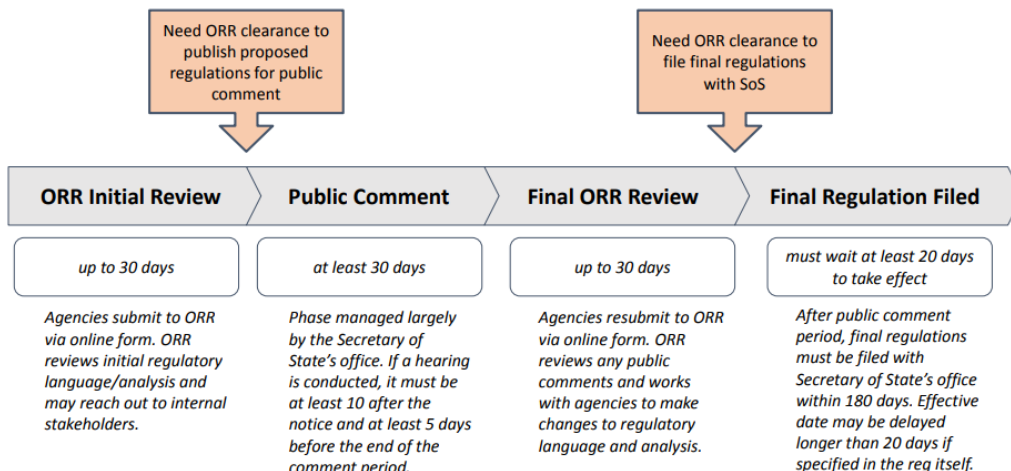 Need ORR clearance to
publish proposed
regulations for public
comment
Need ORR clearance to
file final regulations
with SoS
ORR Initial Review
Public Comment
Final ORR Review
Final Regulation Filed
up to 30 days
at least 30 days
up to 30 days
must wait at least 20 days
to take effect
Agencies submit to ORR
via online form. ORR
reviews initial regulatory
language/analysis and
may reach out to internal
stakeholders.
Phase managed largely
by the Secretary of
State’s office. If a hearing
is conducted, it must be
at least 10 after the
notice and at least 5 days
before the end of the
comment period.
Agencies resubmit to ORR
via online form. ORR
reviews any public
comments and works
with agencies to make
changes to regulatory
language and analysis.
After public comment
period, final regulations
must be filed with
Secretary of State’s office
within 180 days. Effective
date may be delayed
longer than 20 days if
specified in the reg itself.